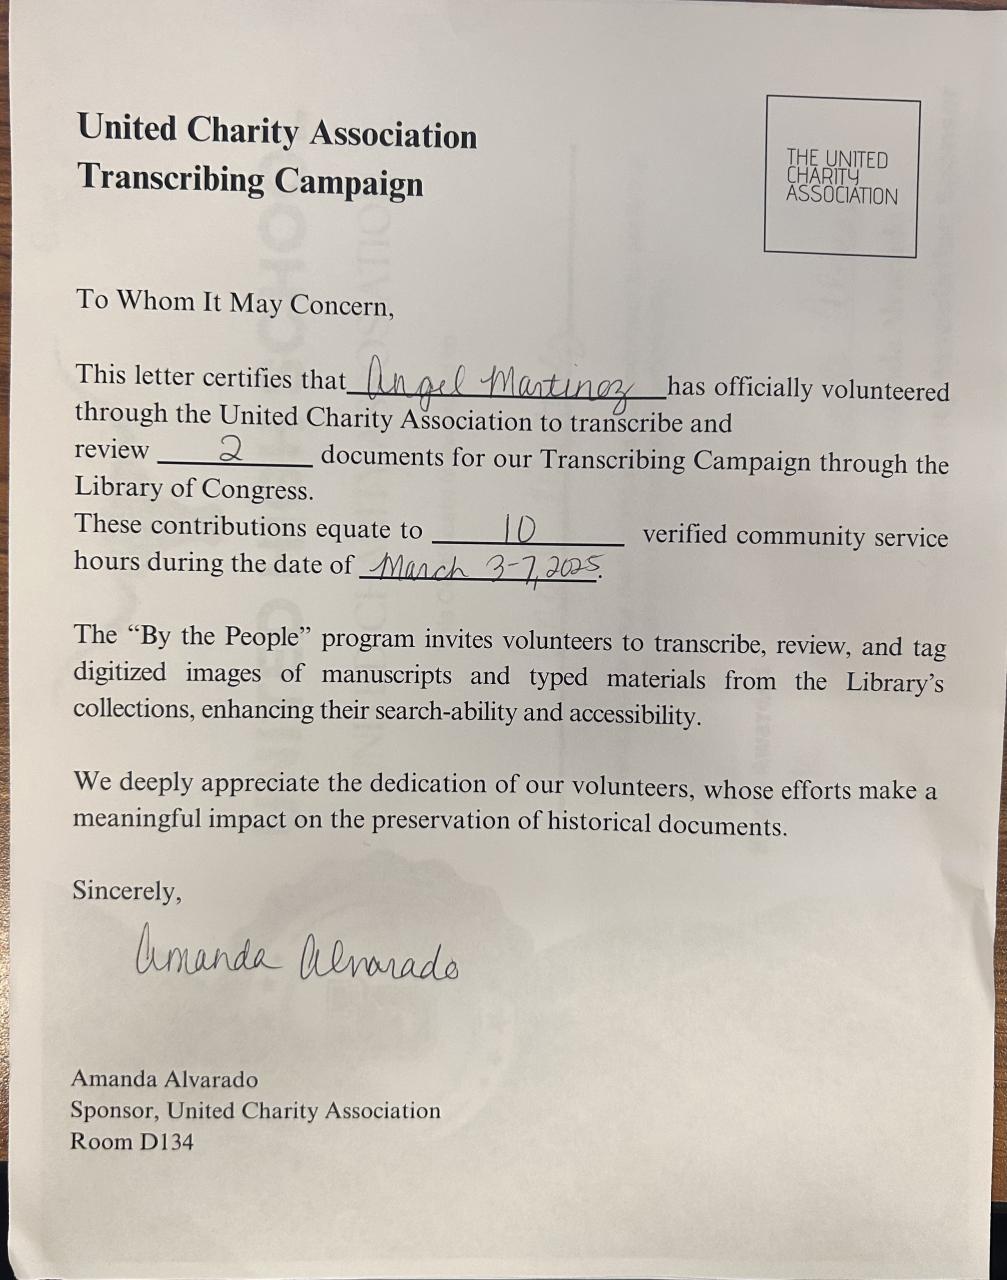 United Charity Association
Transcribing Campaign
THE UNITED
CHARITY
ASSOCIATION
To Whom It May Concern,
This letter certifies that Angel Martinez has officially volunteered
through the United Charity Association to transcribe and
review 2 documents for our Transcribing Campaign through the
Library of Congress.
These contributions equate to 10 verified community service
hours during the date of March 3-7, 2025.
The “By the People” program invites volunteers to transcribe, review, and tag
digitized images of manuscripts and typed materials from the Library’s
collections, enhancing their search-ability and accessibility.
We deeply appreciate the dedication of our volunteers, whose efforts make a
meaningful impact on the preservation of historical documents.
Sincerely,
Amanda Alvarado
Amanda Alvarado
Sponsor, United Charity Association
Room D134